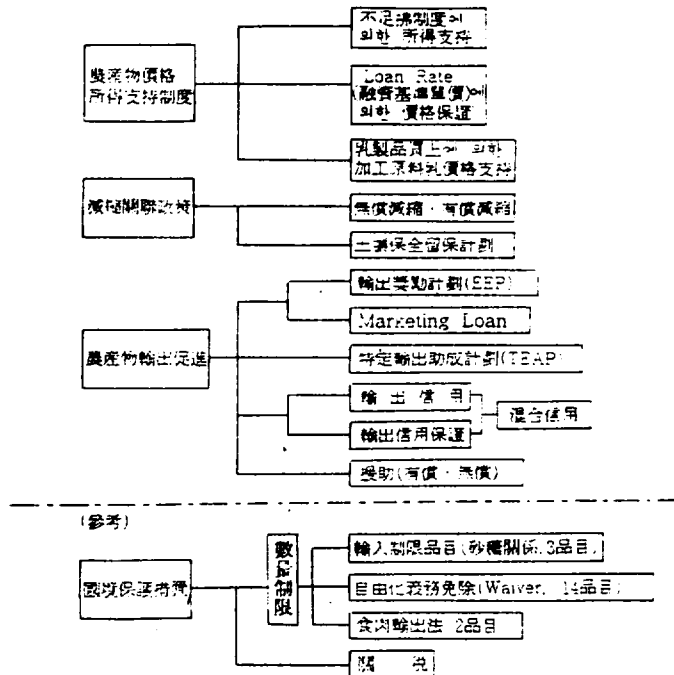 不足拂制度에
의한 所得支持
農産物價格
所得支持制度
Loan Rate
(融資基準單價)에
의한 價格保証
乳製品買上에 의한
加工原料乳價格支持
減種關聯政策
無償減縮·有償減縮
土壤保全留保計劃
輸出奬勵計劃(EEP)
Marketing Loan
農産物輸出促進
特定輸出助成計劃(TEAP)
輸出信用
混合信用
輸出信用保証
援助(有償·無償)
(參考)
國境保護措置
數量制限
輸入制限品目(砂糖關係,3品目)
自由化義務免除(Waiver, 14品目)
食肉輸出法 2品目
關稅